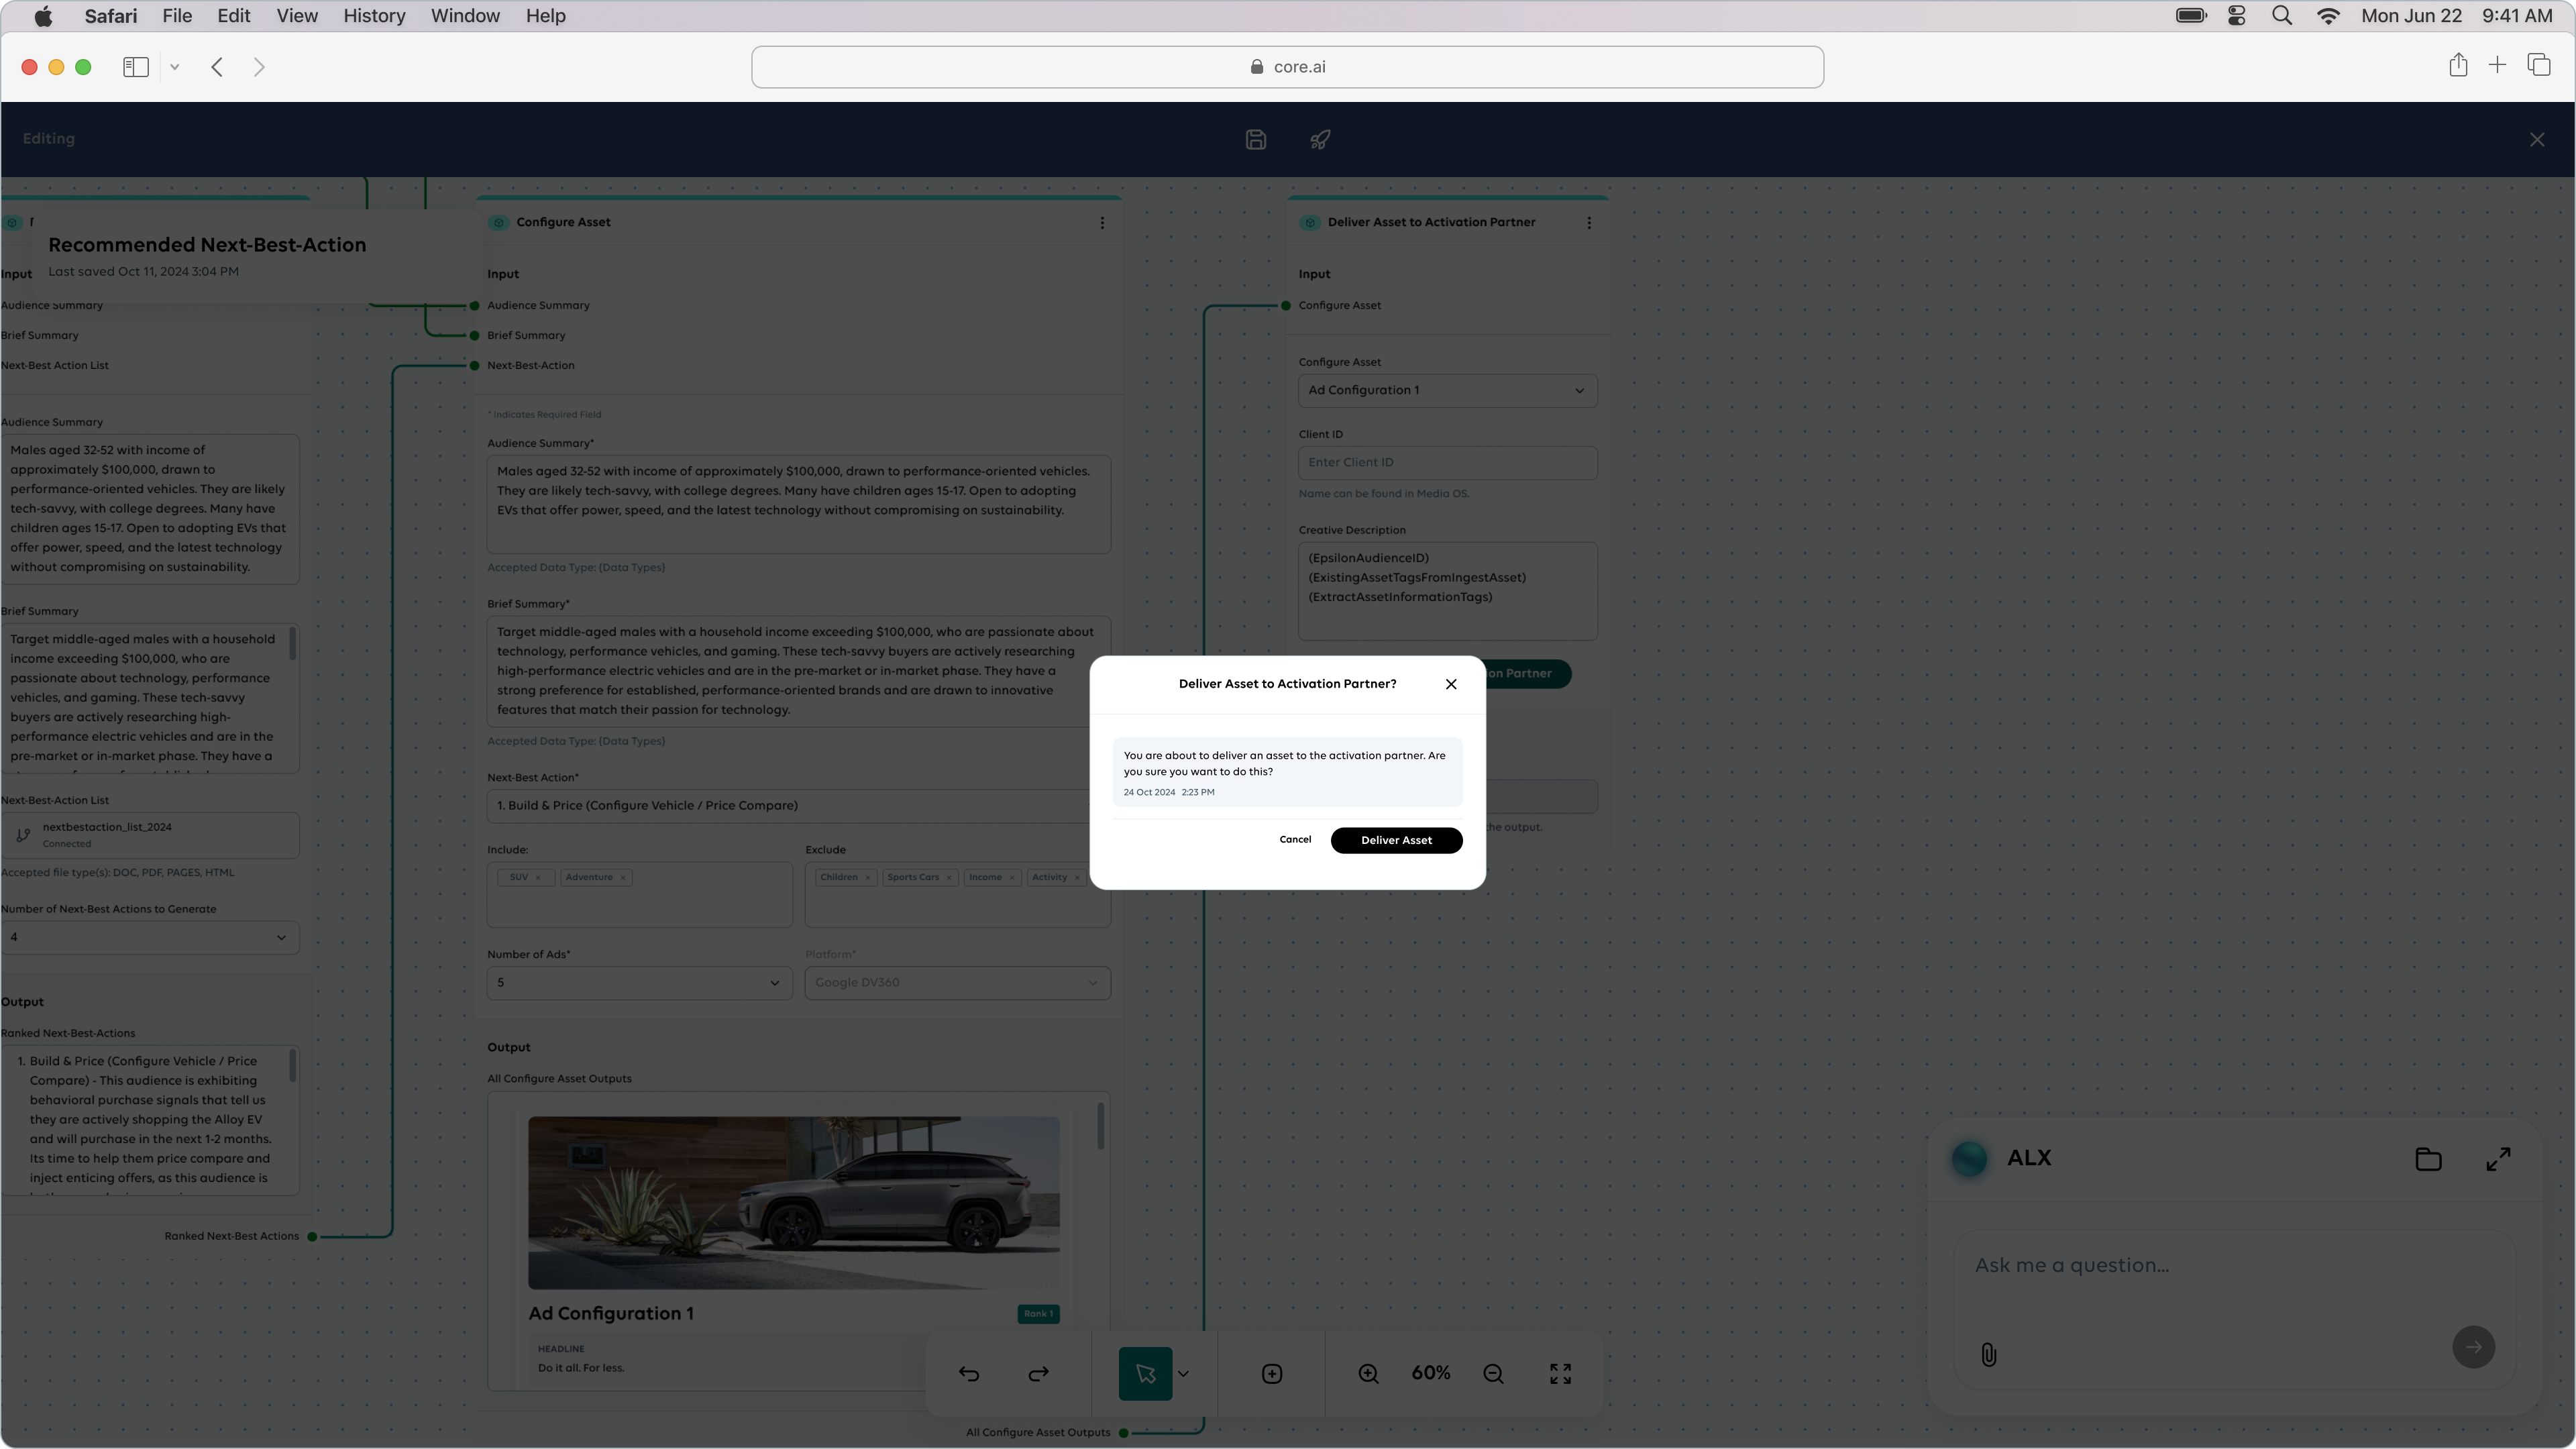 Safari File Edit View History Window Help
Mon Jun 22 9:41 AM
core.ai
Editing
Recommended Next-Best-Action
Last saved Oct 11, 2024 3:04 PM
Input
Audience Summary
Brief Summary
Next-Best Action List
Audience Summary
Males aged 32-52 with income of
approximately $100,000, drawn to
performance-oriented vehicles. They are likely
tech-savvy, with college degrees. Many have
children ages 15-17. Open to adopting EVs that
offer power, speed, and the latest technology
without compromising on sustainability.
Brief Summary
Target middle-aged males with a household
income exceeding $100,000, who are
passionate about technology, performance
vehicles, and gaming. These tech-savvy
buyers are actively researching high-
performance electric vehicles and are in the
pre-market or in-market phase. They have a
Next-Best-Action List
nextbestaction_list_2024
Connected
Accepted file type(s): DOC, PDF, PAGES, HTML
Number of Next-Best Actions to Generate
4
Output
Ranked Next-Best-Actions
1. Build & Price (Configure Vehicle / Price
Compare) - This audience is exhibiting
behavioral purchase signals that tell us
they are actively shopping the Alloy EV
and will purchase in the next 1-2 months.
Its time to help them price compare and
inject enticing offers, as this audience is
Ranked Next-Best Actions
Configure Asset
Input
Audience Summary
Brief Summary
Next-Best-Action
* Indicates Required Field
Audience Summary*
Males aged 32-52 with income of approximately $100,000, drawn to performance-oriented vehicles.
They are likely tech-savvy, with college degrees. Many have children ages 15-17. Open to adopting
EVs that offer power, speed, and the latest technology without compromising on sustainability.
Accepted Data Type: {Data Types}
Brief Summary*
Target middle-aged males with a household income exceeding $100,000, who are passionate about
technology, performance vehicles, and gaming. These tech-savvy buyers are actively researching
high-performance electric vehicles and are in the pre-market or in-market phase. They have a
strong preference for established, performance-oriented brands and are drawn to innovative
features that match their passion for technology.
Accepted Data Type: {Data Types}
Next-Best Action*
1. Build & Price (Configure Vehicle / Price Compare)
Include:
SUV Adventure
Exclude
Children Sports Cars Income Activity
Number of Ads*
5
Platform*
Google DV360
Output
All Configure Asset Outputs
Ad Configuration 1
Rank 1
HEADLINE
Do it all. For less.
All Configure Asset Outputs
Deliver Asset to Activation Partner
Input
Configure Asset
Configure Asset
Ad Configuration 1
Client ID
Enter Client ID
Name can be found in Media OS.
Creative Description
(EpsilonAudienceID)
(ExistingAssetTagsFromIngestAsset)
(ExtractAssetInformationTags)
on Partner
the output.
Deliver Asset to Activation Partner?
You are about to deliver an asset to the activation partner. Are
you sure you want to do this?
24 Oct 2024 2:23 PM
Cancel
Deliver Asset
60%
ALX
Ask me a question...